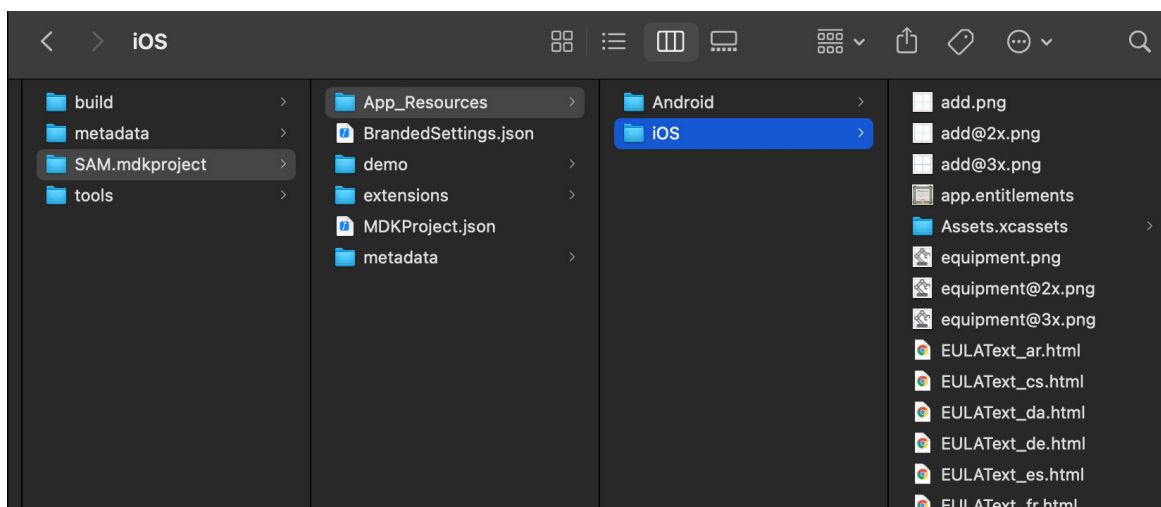 iOS
build
metadata
SAM.mdkproject
tools
App_Resources
BrandedSettings.json
demo
extensions
MDKProject.json
metadata
Android
iOS
add.png
add@2x.png
add@3x.png
app.entitlements
Assets.xcassets
equipment.png
equipment@2x.png
equipment@3x.png
EULAText_ar.html
EULAText_cs.html
EULAText_da.html
EULAText_de.html
EULAText_es.html
EULAText_fr.html